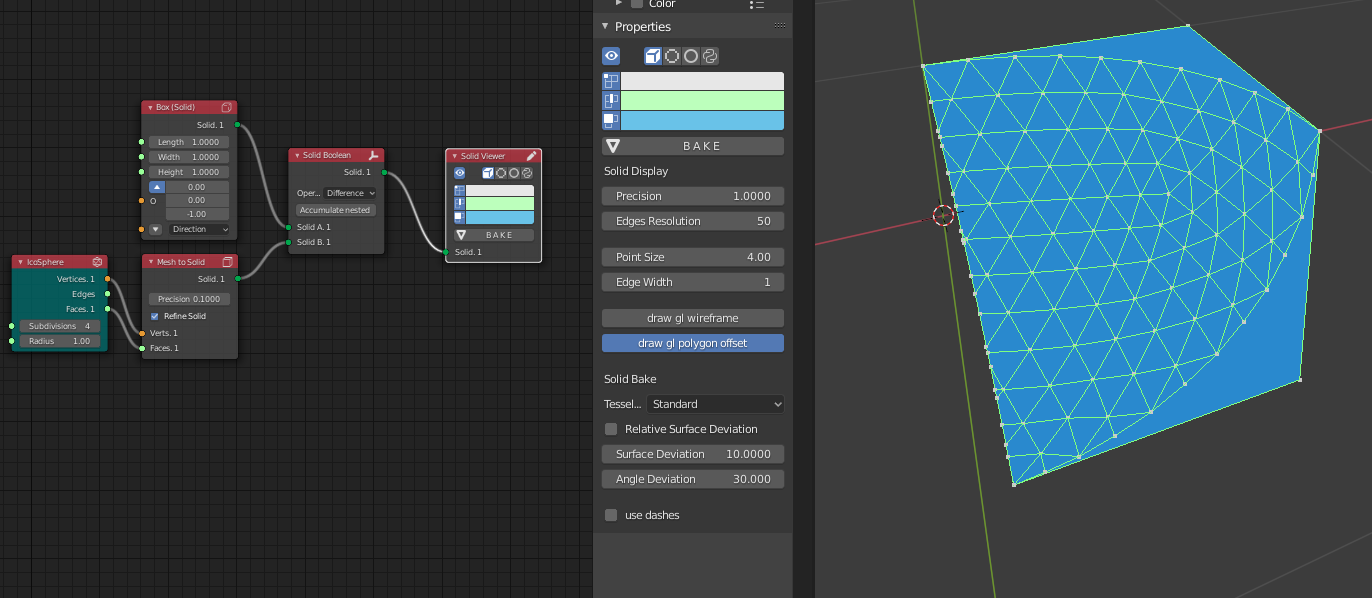 Box (Solid)
Solid. 1
Length 1.0000
Width 1.0000
Height 1.0000
0.00
O 0.00
-1.00
Direction
IcoSphere
Vertices. 1
Edges
Faces. 1
Subdivisions 4
Radius 1.00
Mesh to Solid
Solid. 1
Precision 0.1000
Refine Solid
Verts. 1
Faces. 1
Solid Boolean
Solid. 1
Oper... Difference
Accumulate nested
Solid A. 1
Solid B. 1
Solid Viewer
BAKE
Solid. 1
Color
Properties
BAKE
Solid Display
Precision 1.0000
Edges Resolution 50
Point Size 4.00
Edge Width 1
draw gl wireframe
draw gl polygon offset
Solid Bake
Tessel... Standard
Relative Surface Deviation
Surface Deviation 10.0000
Angle Deviation 30.000
use dashes